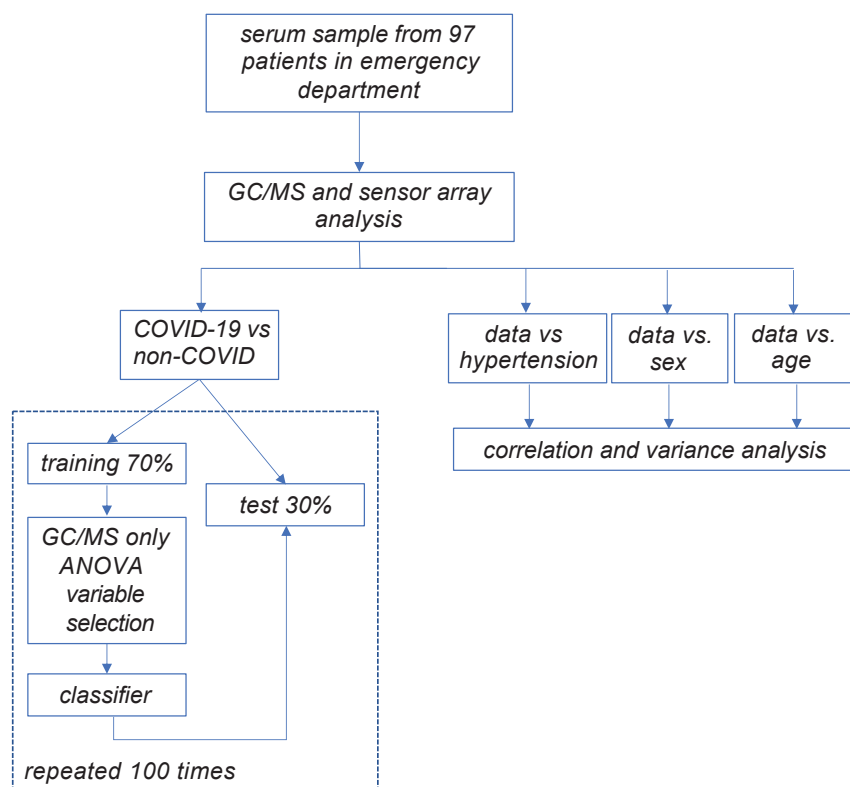 serum sample from 97
patients in emergency
department
GC/MS and sensor array
analysis
COVID-19 vs
non-COVID
data vs
hypertension
data vs.
sex
data vs.
age
correlation and variance analysis
training 70%
test 30%
GC/MS only
ANOVA
variable
selection
classifier
repeated 100 times